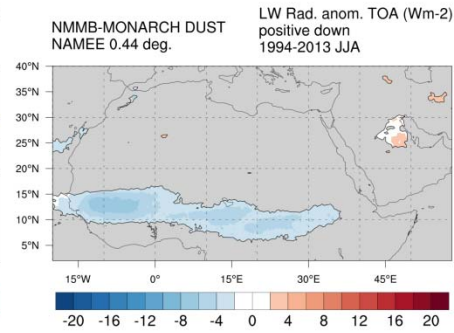 NMMB-MONARCH DUST
NAMEE 0.44 deg.
LW Rad. anom. TOA (Wm-2)
positive down
1994-2013 JJA
40°N
35°N
30°N
25°N
20°N
15°N
10°N
5°N
15°W 0° 15°E 30°E 45°E
-20 -16 -12 -8 -4 0 4 8 12 16 20